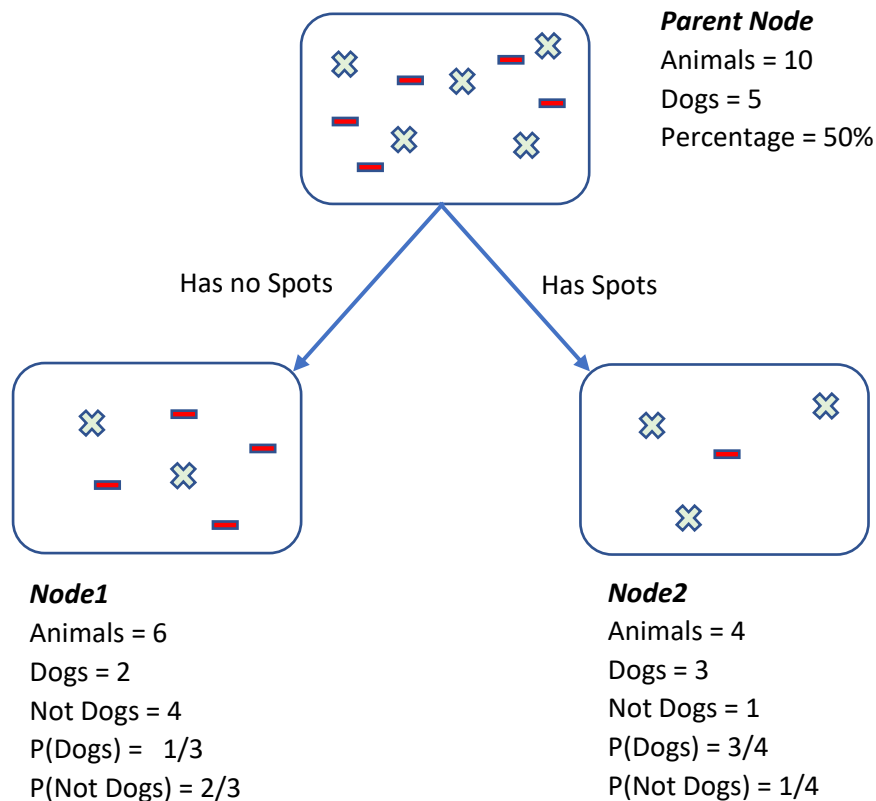 Parent Node
Animals = 10
Dogs = 5
Percentage = 50%
Has no Spots
Has Spots
Node1
Animals = 6
Dogs = 2
Not Dogs = 4
P(Dogs) = 1/3
P(Not Dogs) = 2/3
Node2
Animals = 4
Dogs = 3
Not Dogs = 1
P(Dogs) = 3/4
P(Not Dogs) = 1/4